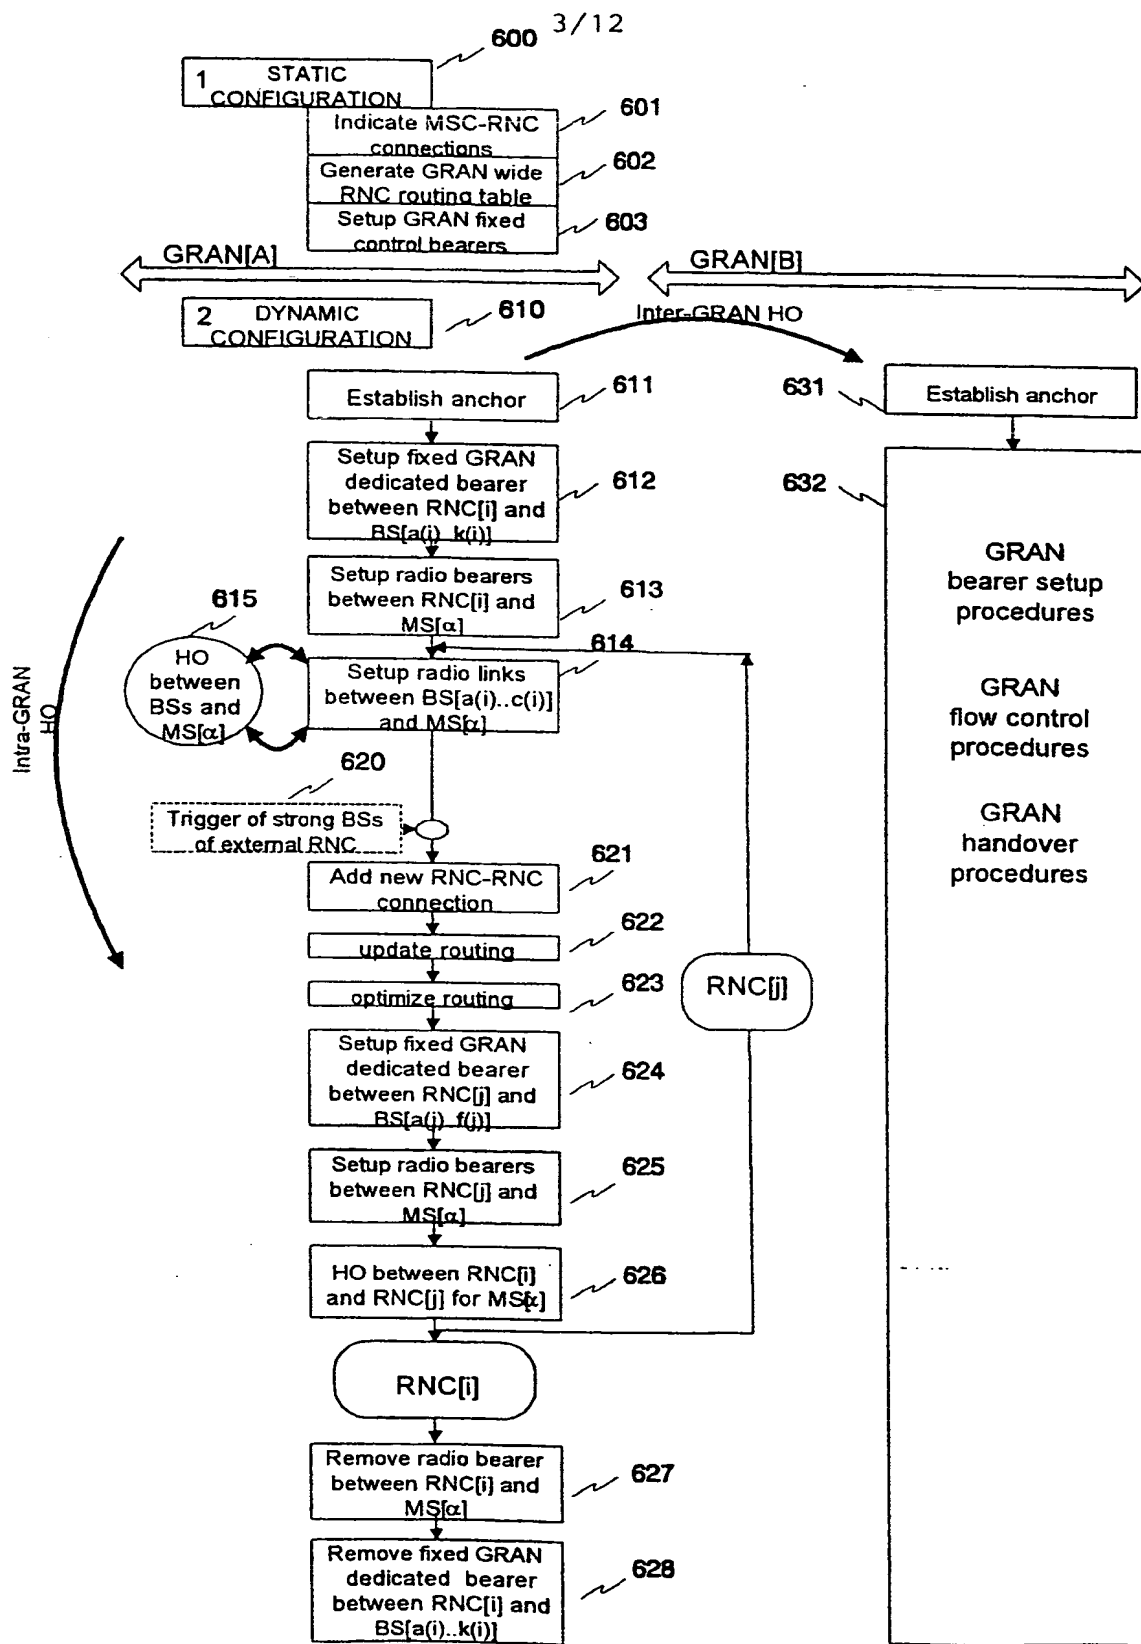 3/12
600
1 STATIC
CONFIGURATION
Indicate MSC-RNC
connections
601
Generate GRAN wide
RNC routing table
602
Setup GRAN fixed
control bearers
603
GRAN[A]
GRAN[B]
2 DYNAMIC
CONFIGURATION
610
Inter-GRAN HO
Establish anchor
611
631
Establish anchor
Setup fixed GRAN
dedicated bearer
between RNC[i] and
BS[a(i)..k(i)]
612
632
GRAN
bearer setup
procedures
GRAN
flow control
procedures
GRAN
handover
procedures
Setup radio bearers
between RNC[i] and
MS[α]
613
614
615
HO
between
BSs and
MS[α]
Setup radio links
between BS[a(i)..c(i)]
and MS[α]
Intra-GRAN
HO
620
Trigger of strong BSs
of external RNC
Add new RNC-RNC
connection
621
update routing
622
optimize routing
623
RNC[j]
Setup fixed GRAN
dedicated bearer
between RNC[j] and
BS[a(j)..f(j)]
624
Setup radio bearers
between RNC[j] and
MS[α]
625
HO between RNC[i]
and RNC[j] for MS[α]
626
RNC[i]
Remove radio bearer
between RNC[i] and
MS[α]
627
Remove fixed GRAN
dedicated bearer
between RNC[i] and
BS[a(i)..k(i)]
628